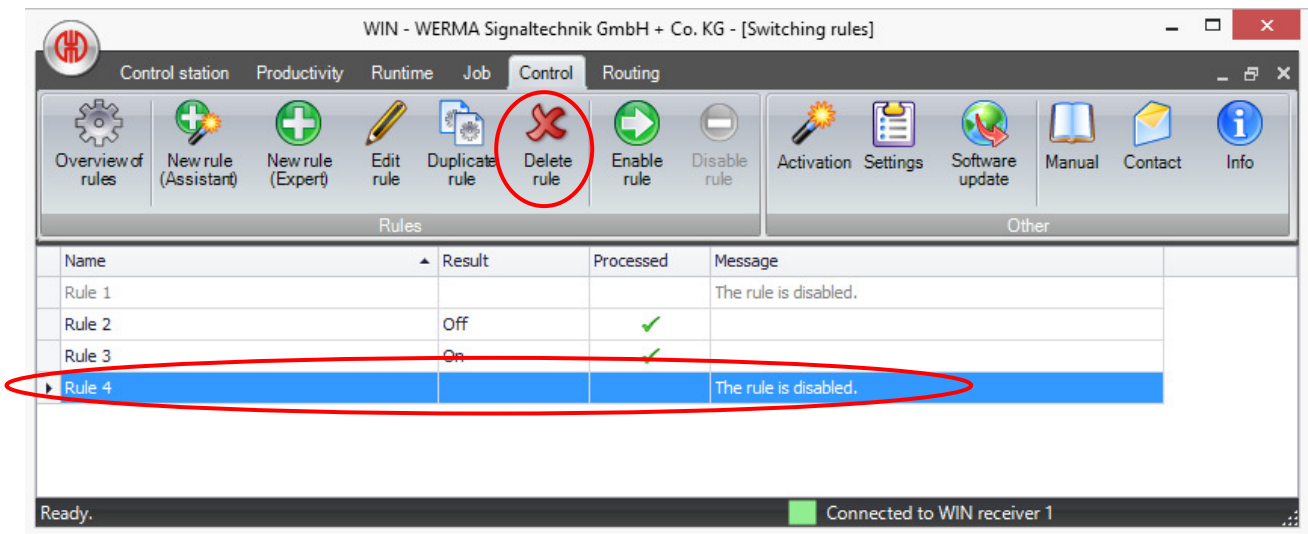 WIN - WERMA Signaltechnik GmbH + Co. KG - [Switching rules]
Control station Productivity Runtime Job Control Routing
Overview of rules
New rule (Assistant)
New rule (Expert)
Edit rule
Duplicate rule
Delete rule
Enable rule
Disable rule
Activation
Settings
Software update
Manual
Contact
Info
Rules
Other
Name Result Processed Message
Rule 1 The rule is disabled.
Rule 2 Off
Rule 3 On
Rule 4 The rule is disabled.
Ready. Connected to WIN receiver 1